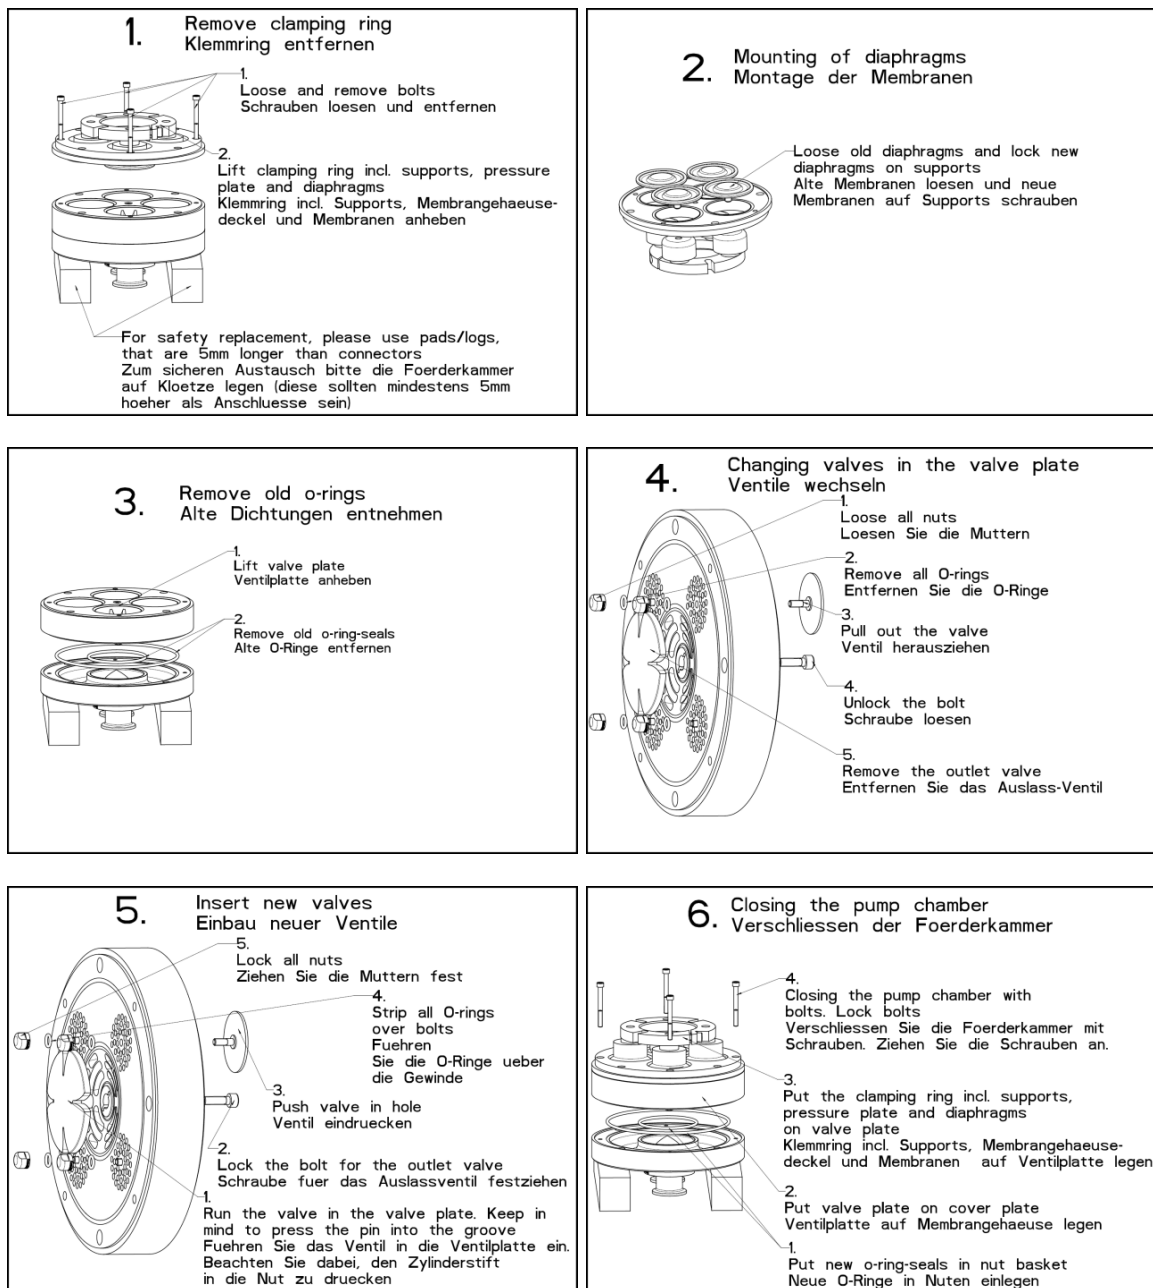 1.
Remove clamping ring
Klemmring entfernen
1.
Loose and remove bolts
Schrauben loesen und entfernen
2.
Lift clamping ring incl. supports, pressure
plate and diaphragms
Klemmring incl. Supports, Membrangehaeuse-
deckel und Membranen anheben
For safety replacement, please use pads/logs,
that are 5mm longer than connectors
Zum sicheren Austausch bitte die Foerderkammer
auf Kloetze legen (diese sollten mindestens 5mm
hoeher als Anschluesse sein)
2.
Mounting of diaphragms
Montage der Membranen
Loose old diaphragms and lock new
diaphragms on supports
Alte Membranen loesen und neue
Membranen auf Supports schrauben
3.
Remove old o-rings
Alte Dichtungen entnehmen
1.
Lift valve plate
Ventilplatte anheben
2.
Remove old o-ring-seals
Alte O-Ringe entfernen
4.
Changing valves in the valve plate
Ventile wechseln
1.
Loose all nuts
Loesen Sie die Muttern
2.
Remove all O-rings
Entfernen Sie die O-Ringe
3.
Pull out the valve
Ventil herausziehen
4.
Unlock the bolt
Schraube loesen
5.
Remove the outlet valve
Entfernen Sie das Auslass-Ventil
5.
Insert new valves
Einbau neuer Ventile
5.
Lock all nuts
Ziehen Sie die Muttern fest
4.
Strip all O-rings
over bolts
Fuehren
Sie die O-Ringe ueber
die Gewinde
3.
Push valve in hole
Ventil eindruecken
2.
Lock the bolt for the outlet valve
Schraube fuer das Auslassventil festziehen
1.
Run the valve in the valve plate. Keep in
mind to press the pin into the groove
Fuehren Sie das Ventil in die Ventilplatte ein.
Beachten Sie dabei, den Zylinderstift
in die Nut zu druecken
6.
Closing the pump chamber
Verschliessen der Foerderkammer
4.
Closing the pump chamber with
bolts. Lock bolts
Verschliessen Sie die Foerderkammer mit
Schrauben. Ziehen Sie die Schrauben an.
3.
Put the clamping ring incl. supports,
pressure plate and diaphragms
on valve plate
Klemmring incl. Supports, Membrangehaeuse-
deckel und Membranen auf Ventilplatte legen
2.
Put valve plate on cover plate
Ventilplatte auf Membrangehaeuse legen
1.
Put new o-ring-seals in nut basket
Neue O-Ringe in Nuten einlegen